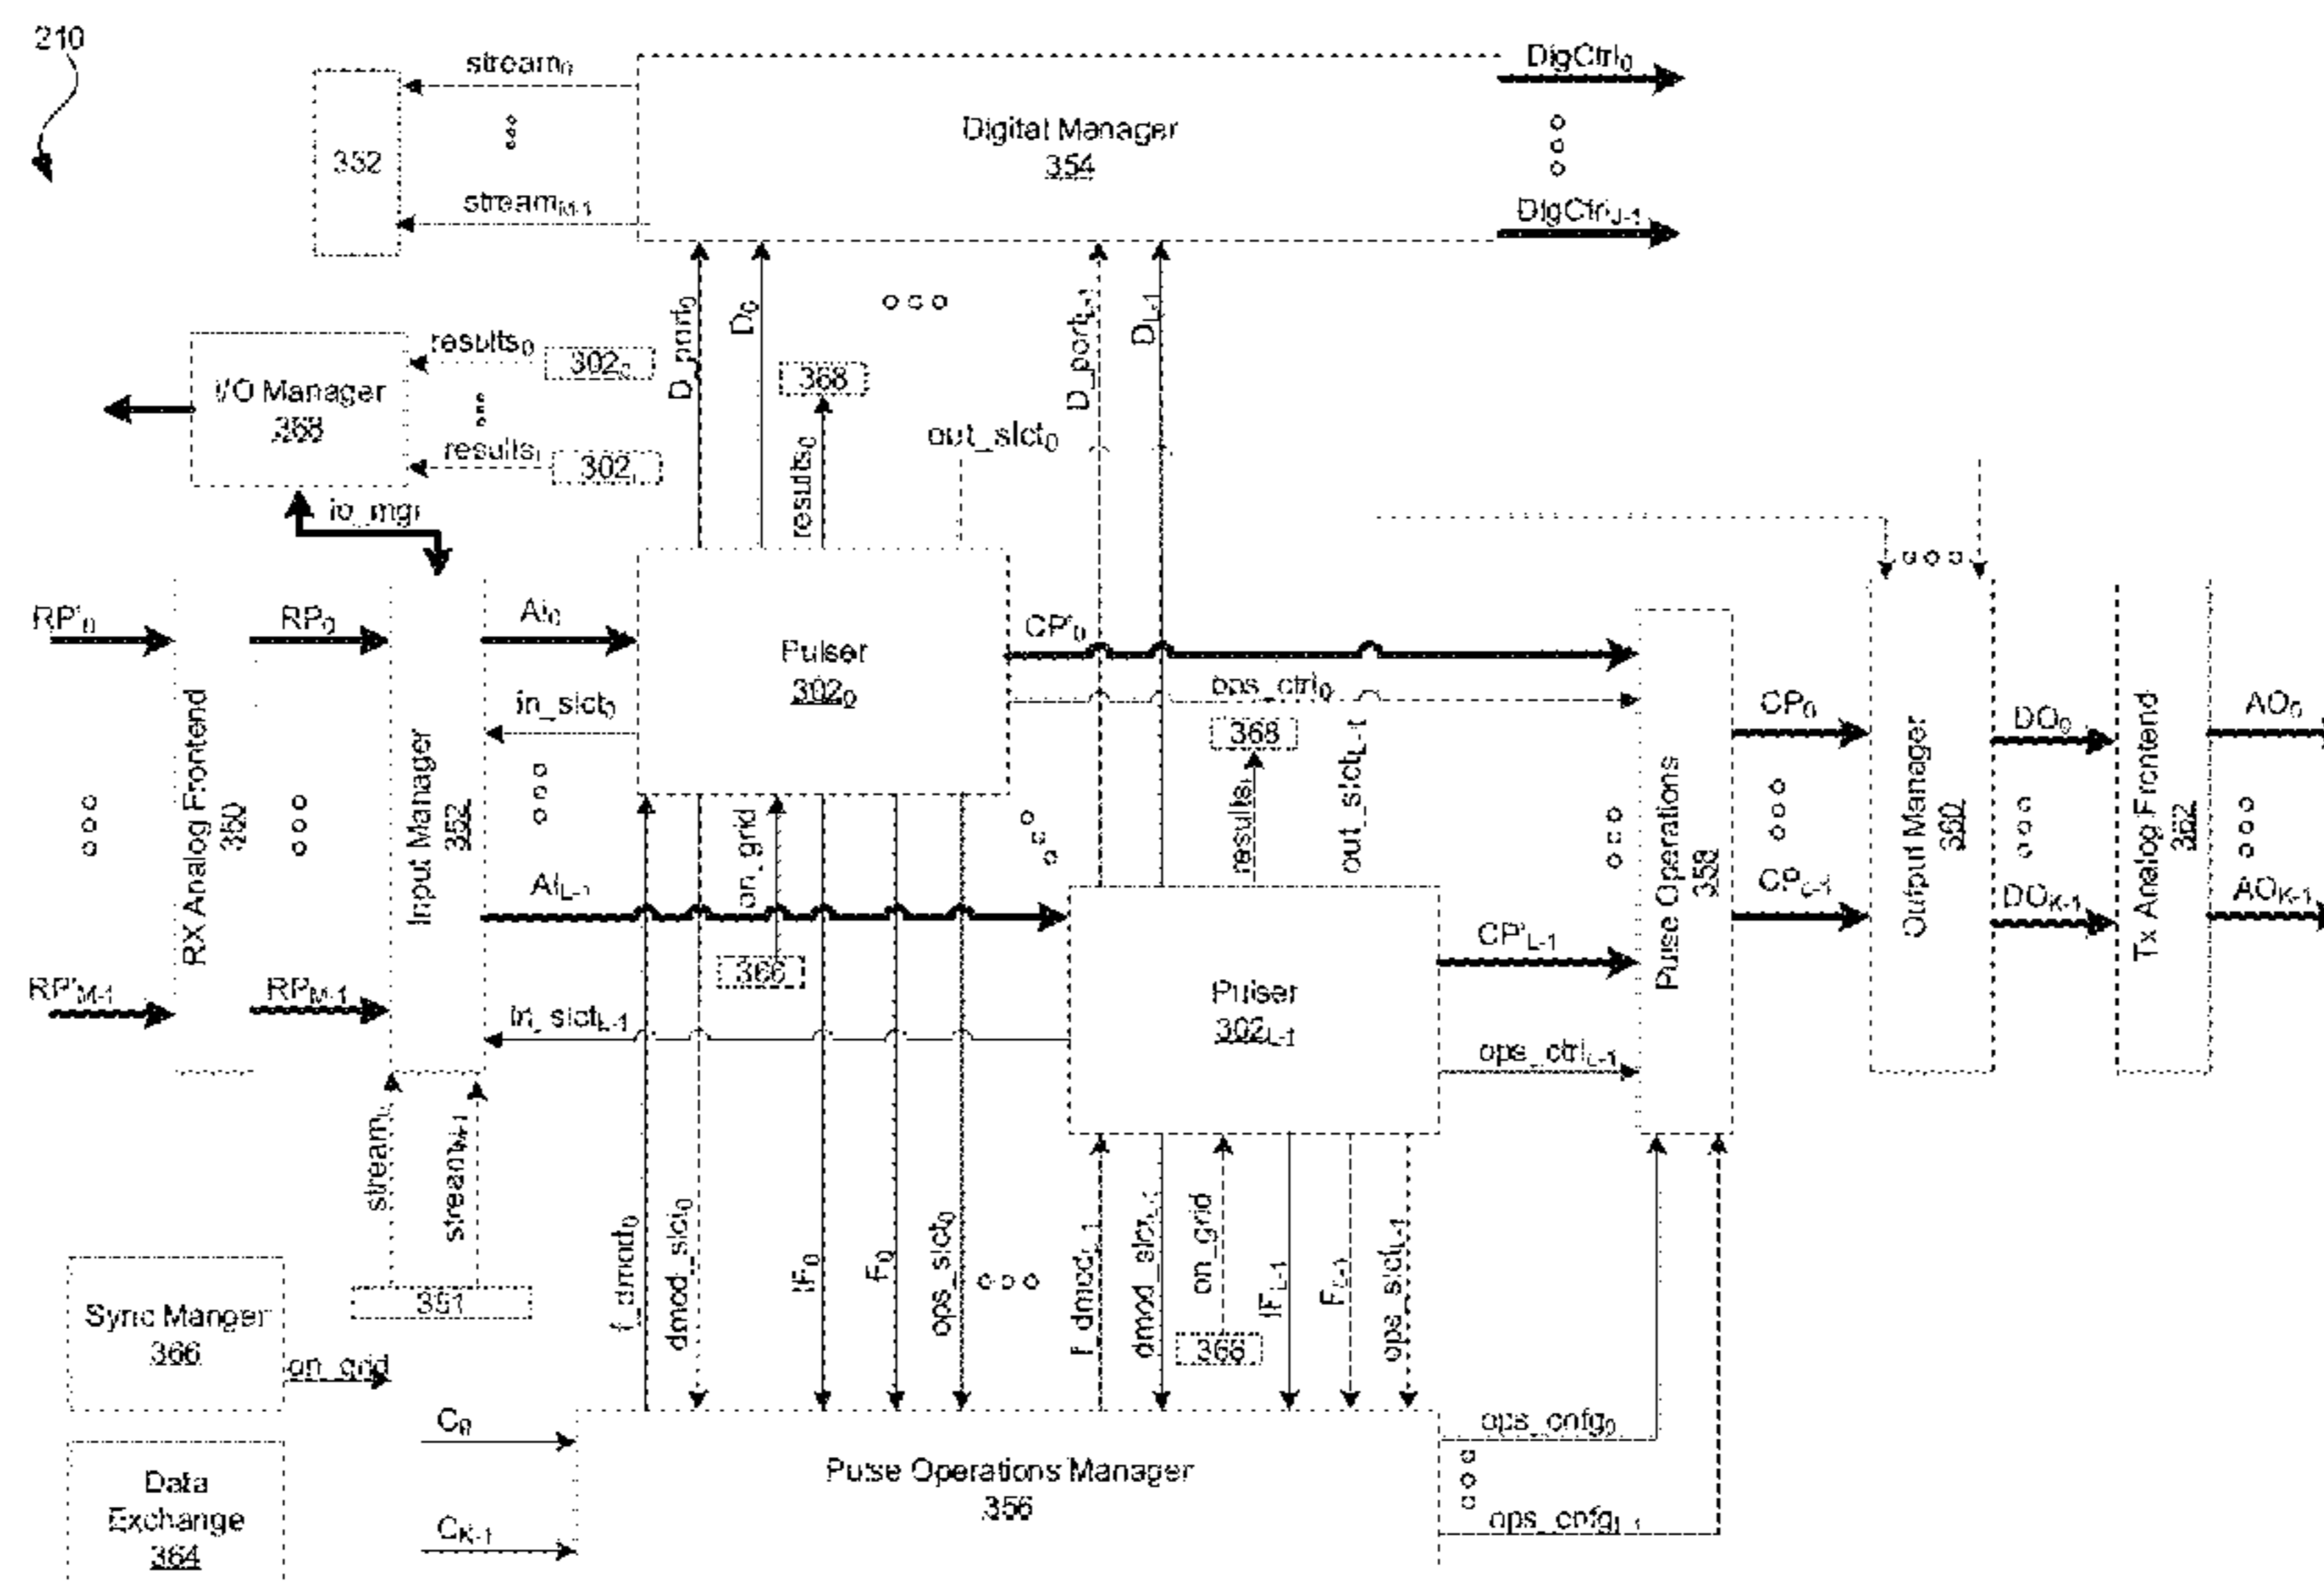 210
stream₀
352
streamM-1
Digital Manager
354
DigCtrl₀
DigCtrlJ-1
D_port₀
D₀
D_portL-1
DL-1
results₀
302₀
I/O Manager
368
results
302
io_mgr
368
results₀
out_slct₀
RP'₀
RP₀
AI₀
Pulser
302₀
CP'₀
ops_ctrl₀
in_slct₀
368
results
out_slctL-1
CP₀
DO₀
AO₀
RX Analog Frontend
350
Input Manager
352
on_grid
366
Puse Operations
358
Output Manager
360
Tx Analog Frontend
362
AIL-1
CPL-1
DOK-1
AOK-1
RP'M-1
RPM-1
in_slctL-1
Pulser
302L-1
CP'L-1
ops_ctrlL-1
stream
streamM-1
351
f_dmod₀
dmod_slct₀
IF₀
F₀
ops_slct₀
f_dmodL-1
dmod_slctL-1
on_grid
366
IFL-1
FL-1
ops_slctL-1
Sync Manger
366
on_grid
C₀
CK-1
Data
Exchange
364
Pulse Operations Manager
356
ops_cnfg₀
ops_cnfgL-1